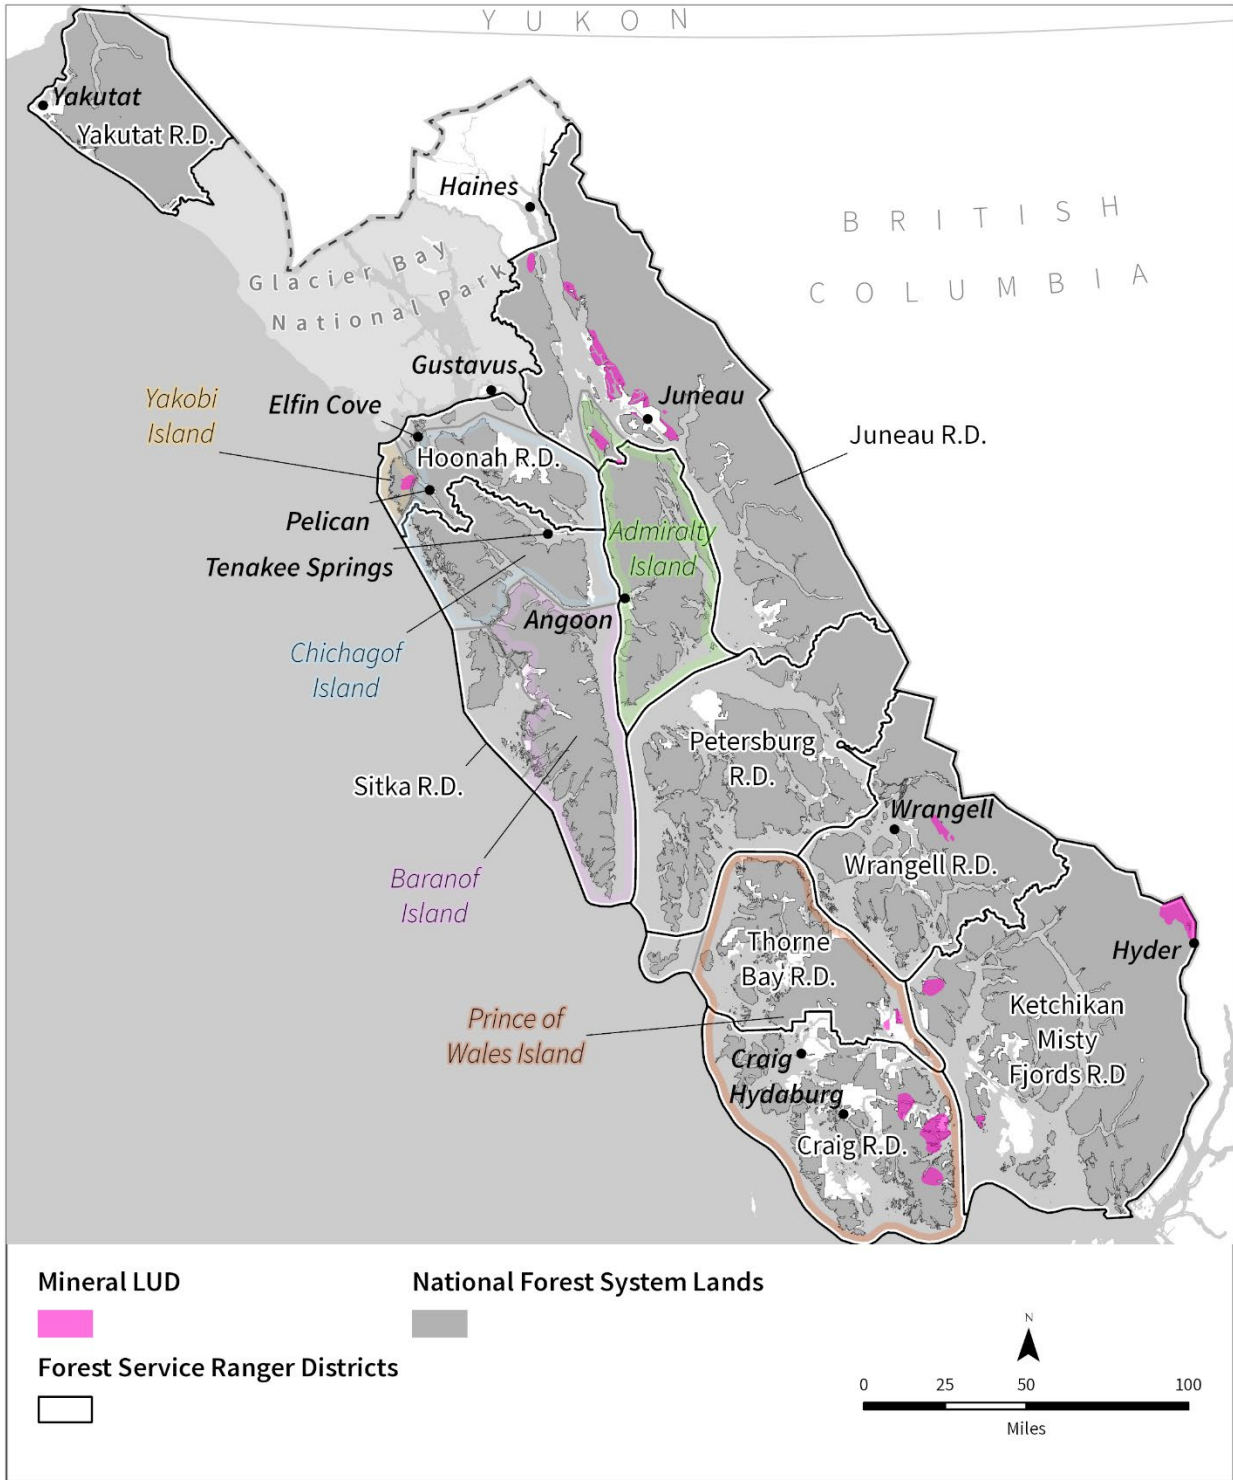 YUKON
Yakutat
Yakutat R.D.
Haines
BRITISH
COLUMBIA
Glacier Bay
National Park
Gustavus
Elfin Cove
Yakobi
Island
Juneau
Juneau R.D.
Hoonah R.D.
Pelican
Tenakee Springs
Admiralty
Island
Angoon
Chichagof
Island
Petersburg
R.D.
Sitka R.D.
Wrangell
Wrangell R.D.
Baranof
Island
Hyder
Thorne
Bay R.D.
Ketchikan
Misty
Fjords R.D
Prince of
Wales Island
Craig
Hydaburg
Craig R.D.
Mineral LUD
National Forest System Lands
Forest Service Ranger Districts
N
0 25 50 100
Miles